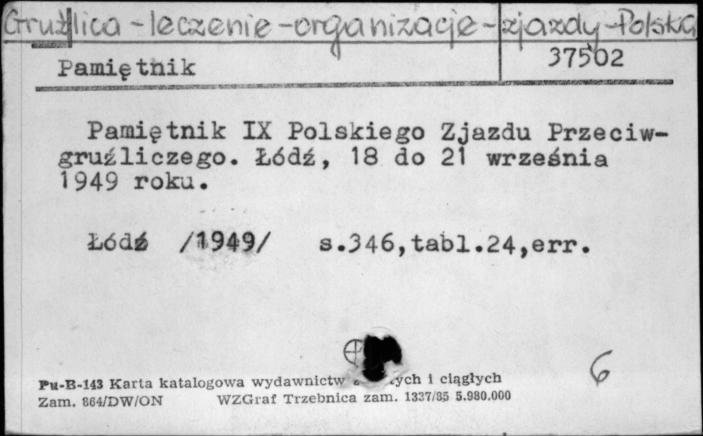 Gruźlica - leczenie - organizacje - zjazdy - Polska
37502
Pamiętnik
Pamiętnik IX Polskiego Zjazdu Przeciw-
gruźliczego. Łódź, 18 do 21 września
1949 roku.
Łódź /1949/ s.346,tabl.24,err.
6
Pu-B-143 Karta katalogowa wydawnictw i ciągłych
Zam. 864/DW/ON WZGraf Trzebnica zam. 1337/85 5.980.000